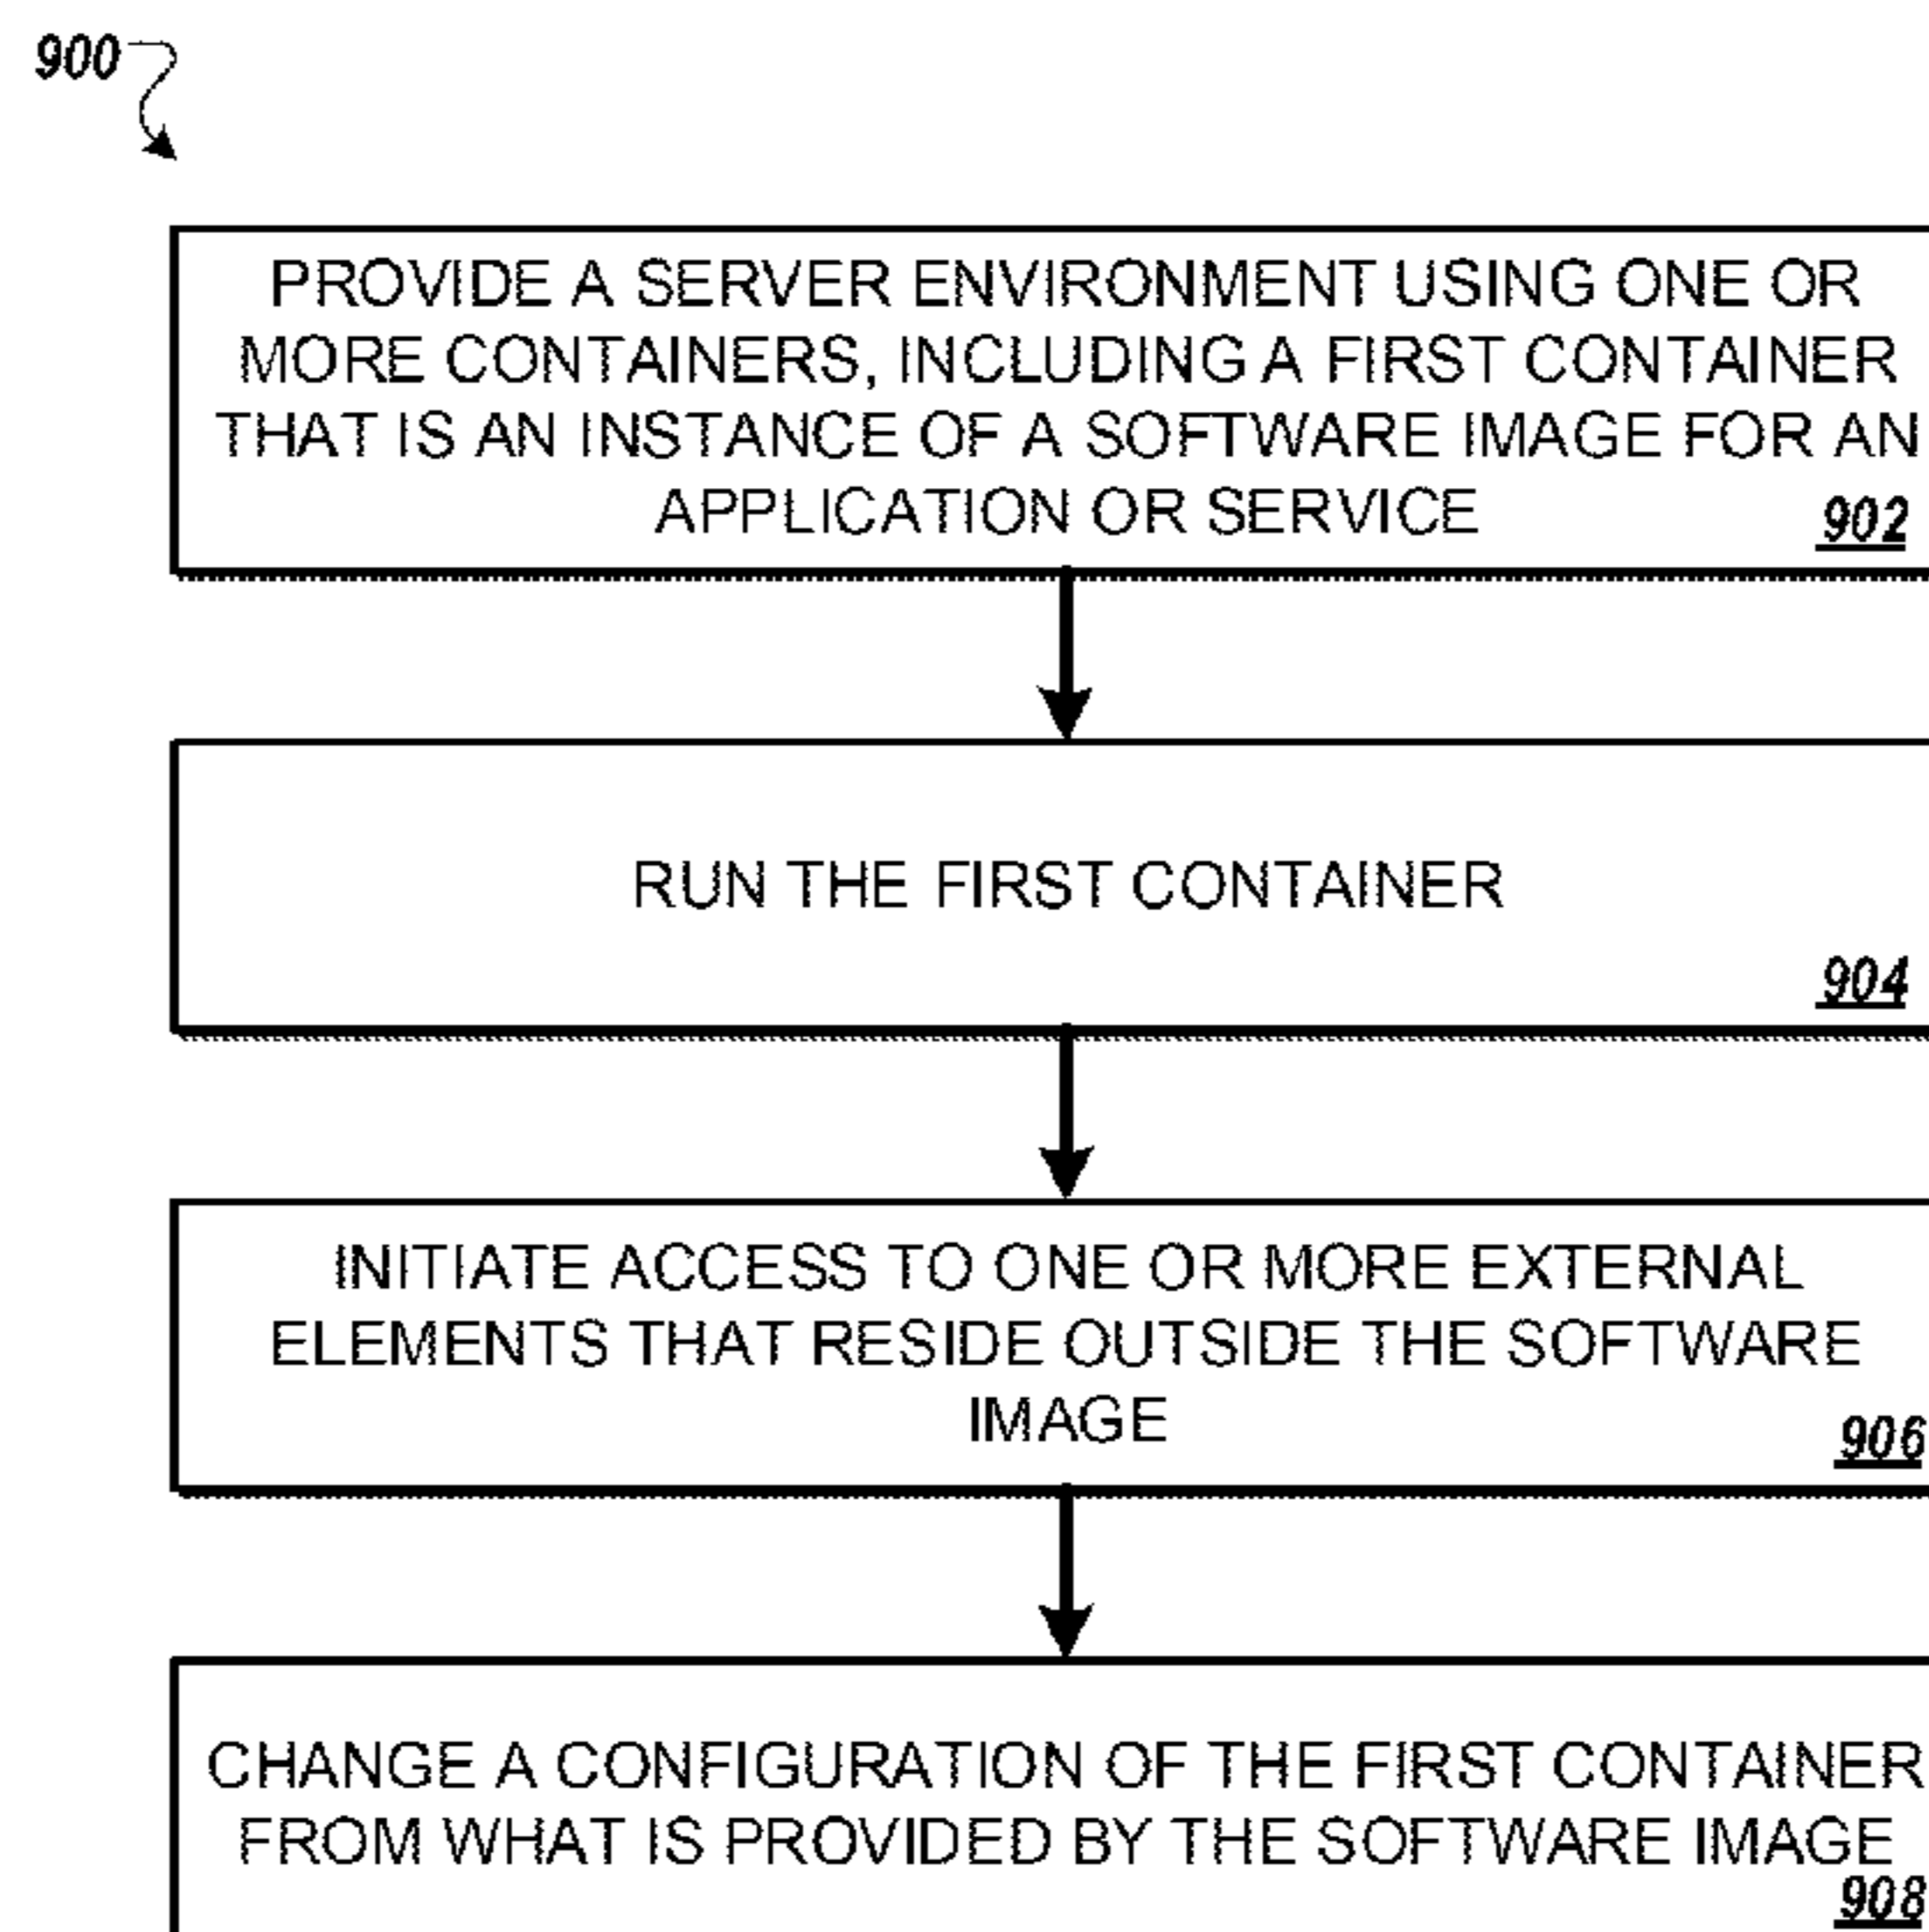 900
PROVIDE A SERVER ENVIRONMENT USING ONE OR
MORE CONTAINERS, INCLUDING A FIRST CONTAINER
THAT IS AN INSTANCE OF A SOFTWARE IMAGE FOR AN
APPLICATION OR SERVICE
902
RUN THE FIRST CONTAINER
904
INITIATE ACCESS TO ONE OR MORE EXTERNAL
ELEMENTS THAT RESIDE OUTSIDE THE SOFTWARE
IMAGE
906
CHANGE A CONFIGURATION OF THE FIRST CONTAINER
FROM WHAT IS PROVIDED BY THE SOFTWARE IMAGE
908